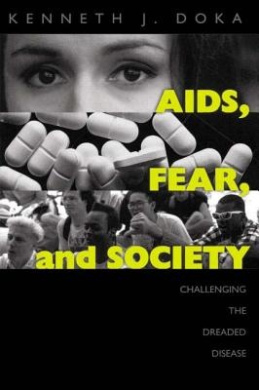 KENNETH J. DOKA
AIDS,
FEAR,
and SOCIETY
CHALLENGING
THE
DREADED
DISEASE